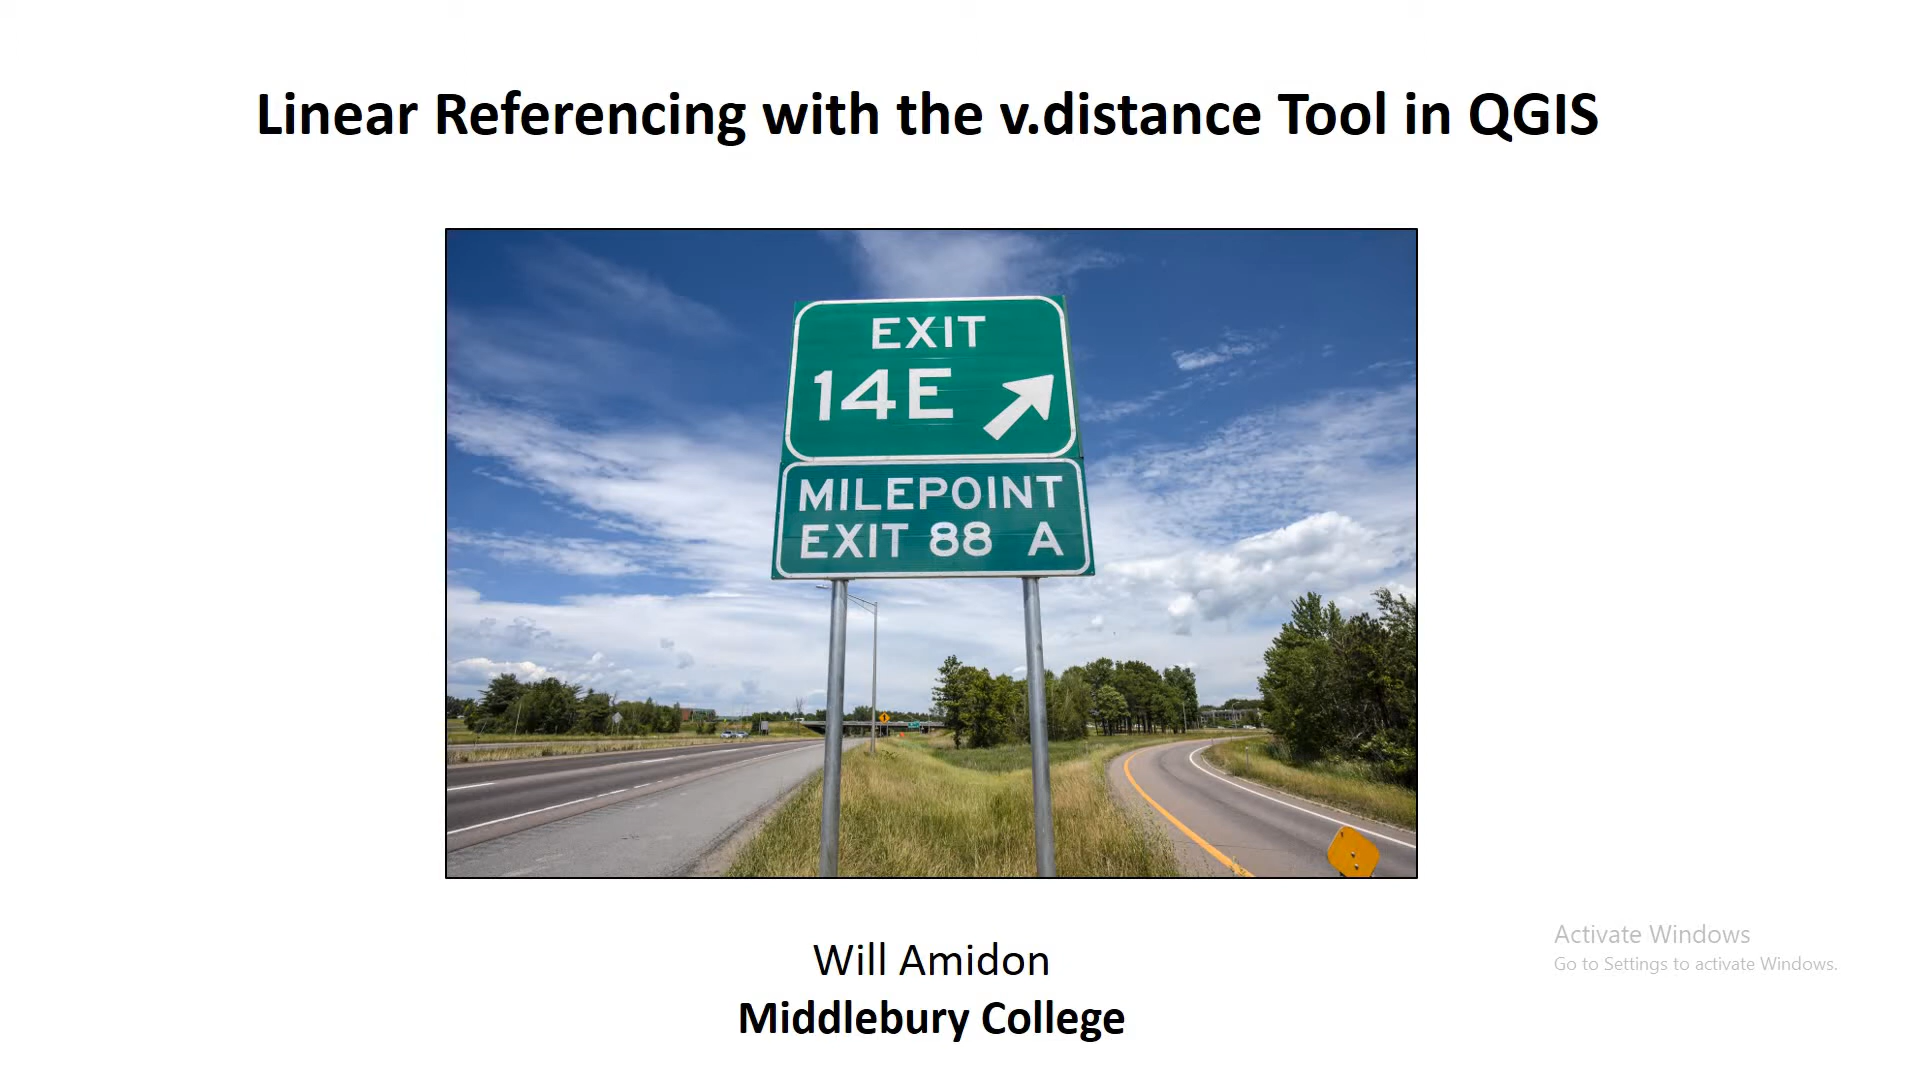 Linear Referencing with the v.distance Tool in QGIS
EXIT
14E
MILEPOINT
EXIT 88 A
Will Amidon
Middlebury College
Activate Windows
Go to Settings to activate Windows.